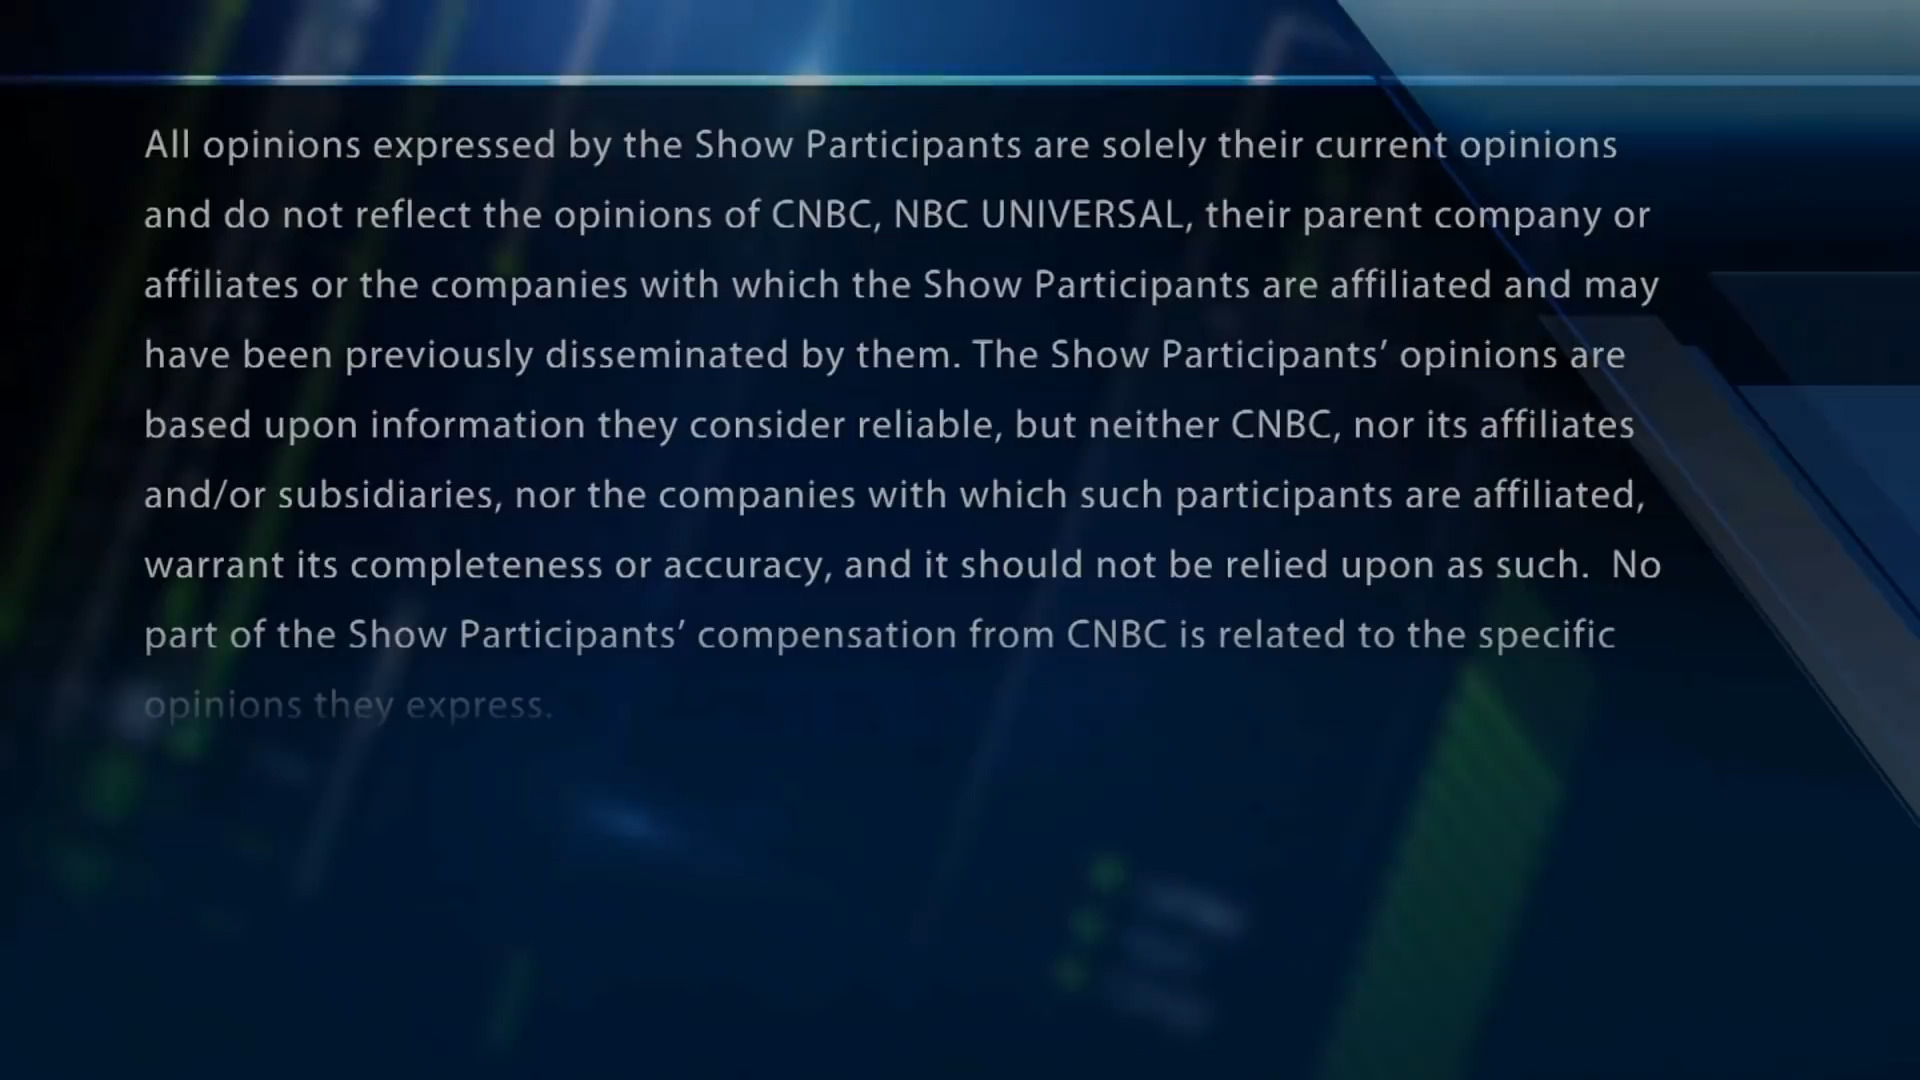 All opinions expressed by the Show Participants are solely their current opinions
and do not reflect the opinions of CNBC, NBC UNIVERSAL, their parent company or
affiliates or the companies with which the Show Participants are affiliated and may
have been previously disseminated by them. The Show Participants’ opinions are
based upon information they consider reliable, but neither CNBC, nor its affiliates
and/or subsidiaries, nor the companies with which such participants are affiliated,
warrant its completeness or accuracy, and it should not be relied upon as such.  No
part of the Show Participants’ compensation from CNBC is related to the specific
opinions they express.